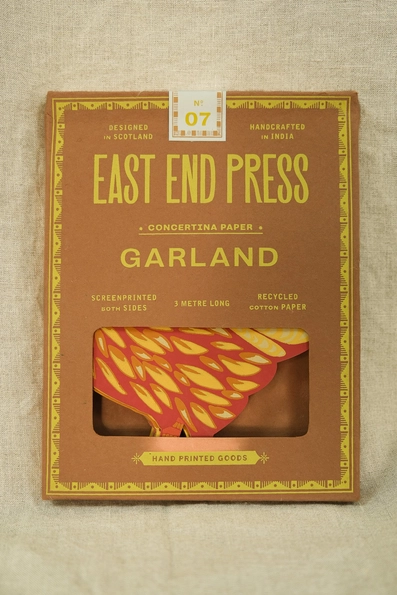 Nº
07
DESIGNED
IN SCOTLAND
HANDCRAFTED
IN INDIA
EAST END PRESS
• CONCERTINA PAPER •
GARLAND
SCREENPRINTED
BOTH SIDES
3 METRE LONG
RECYCLED
COTTON PAPER
HAND PRINTED GOODS